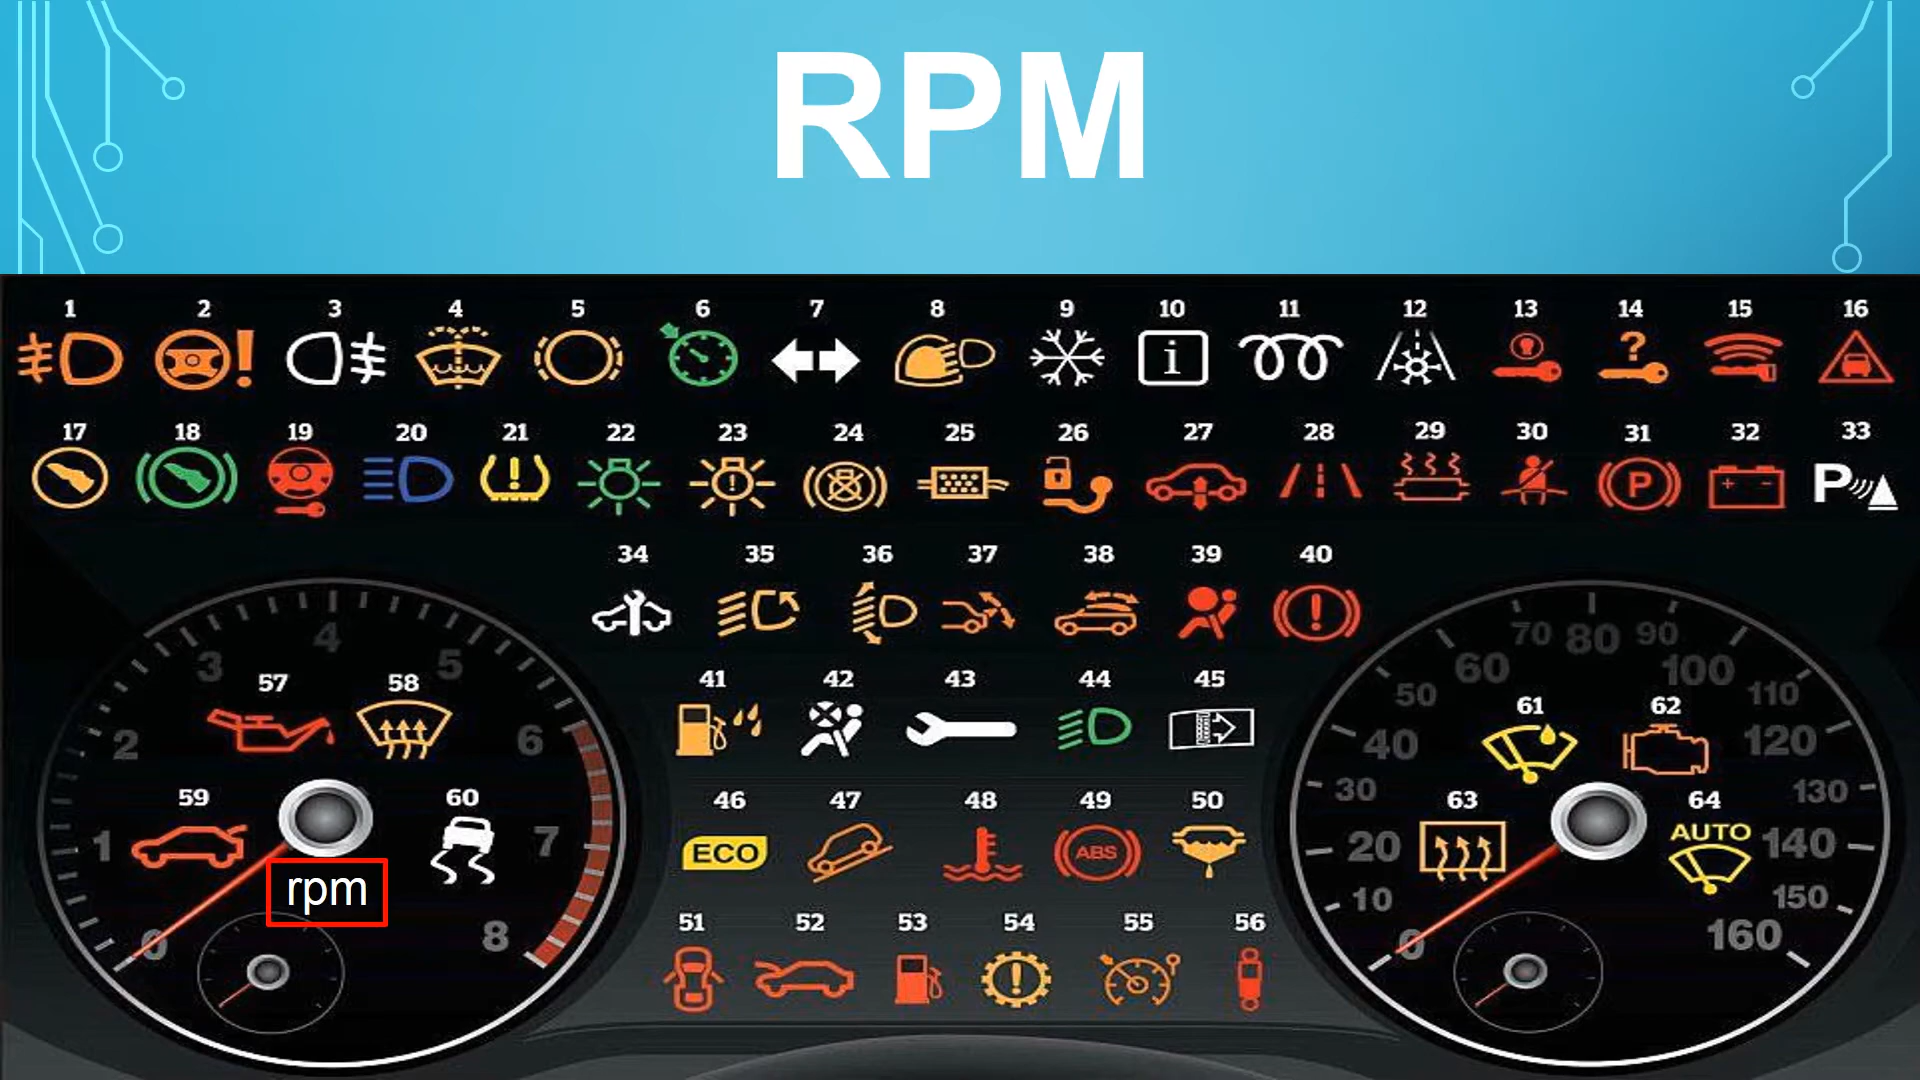 RPM
1 2 3 4 5 6 7 8 9 10 11 12 13 14 15 16
i ?
17 18 19 20 21 22 23 24 25 26 27 28 29 30 31 32 33
! ! P P
34 35 36 37 38 39 40
!
41 42 43 44 45
46 47 48 49 50
ECO ABS
51 52 53 54 55 56
!
0 1 2 3 4 5 6 7 8
57 58
59 60
rpm
0 10 20 30 40 50 60 70 80 90 100 110 120 130 140 150 160
61 62
63 64
AUTO